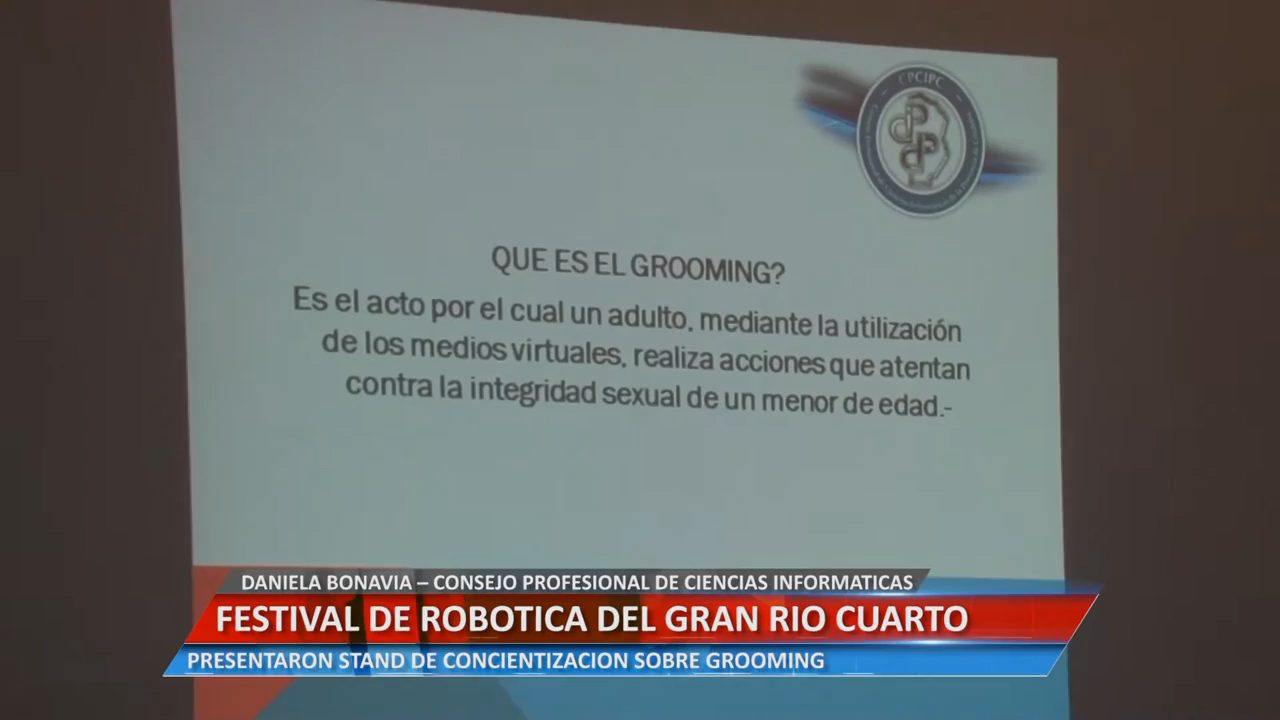 CPCIPC
QUE ES EL GROOMING?
Es el acto por el cual un adulto, mediante la utilización
de los medios virtuales, realiza acciones que atentan
contra la integridad sexual de un menor de edad.-
DANIELA BONAVIA – CONSEJO PROFESIONAL DE CIENCIAS INFORMATICAS
FESTIVAL DE ROBOTICA DEL GRAN RIO CUARTO
PRESENTARON STAND DE CONCIENTIZACION SOBRE GROOMING